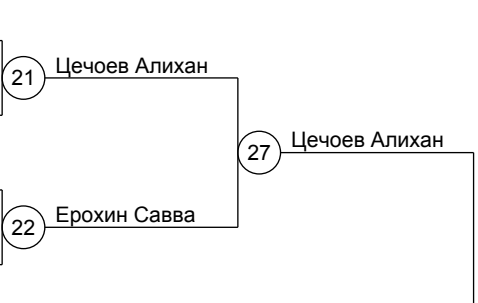 21 Цечоев Алихан
27 Цечоев Алихан
22 Ерохин Савва